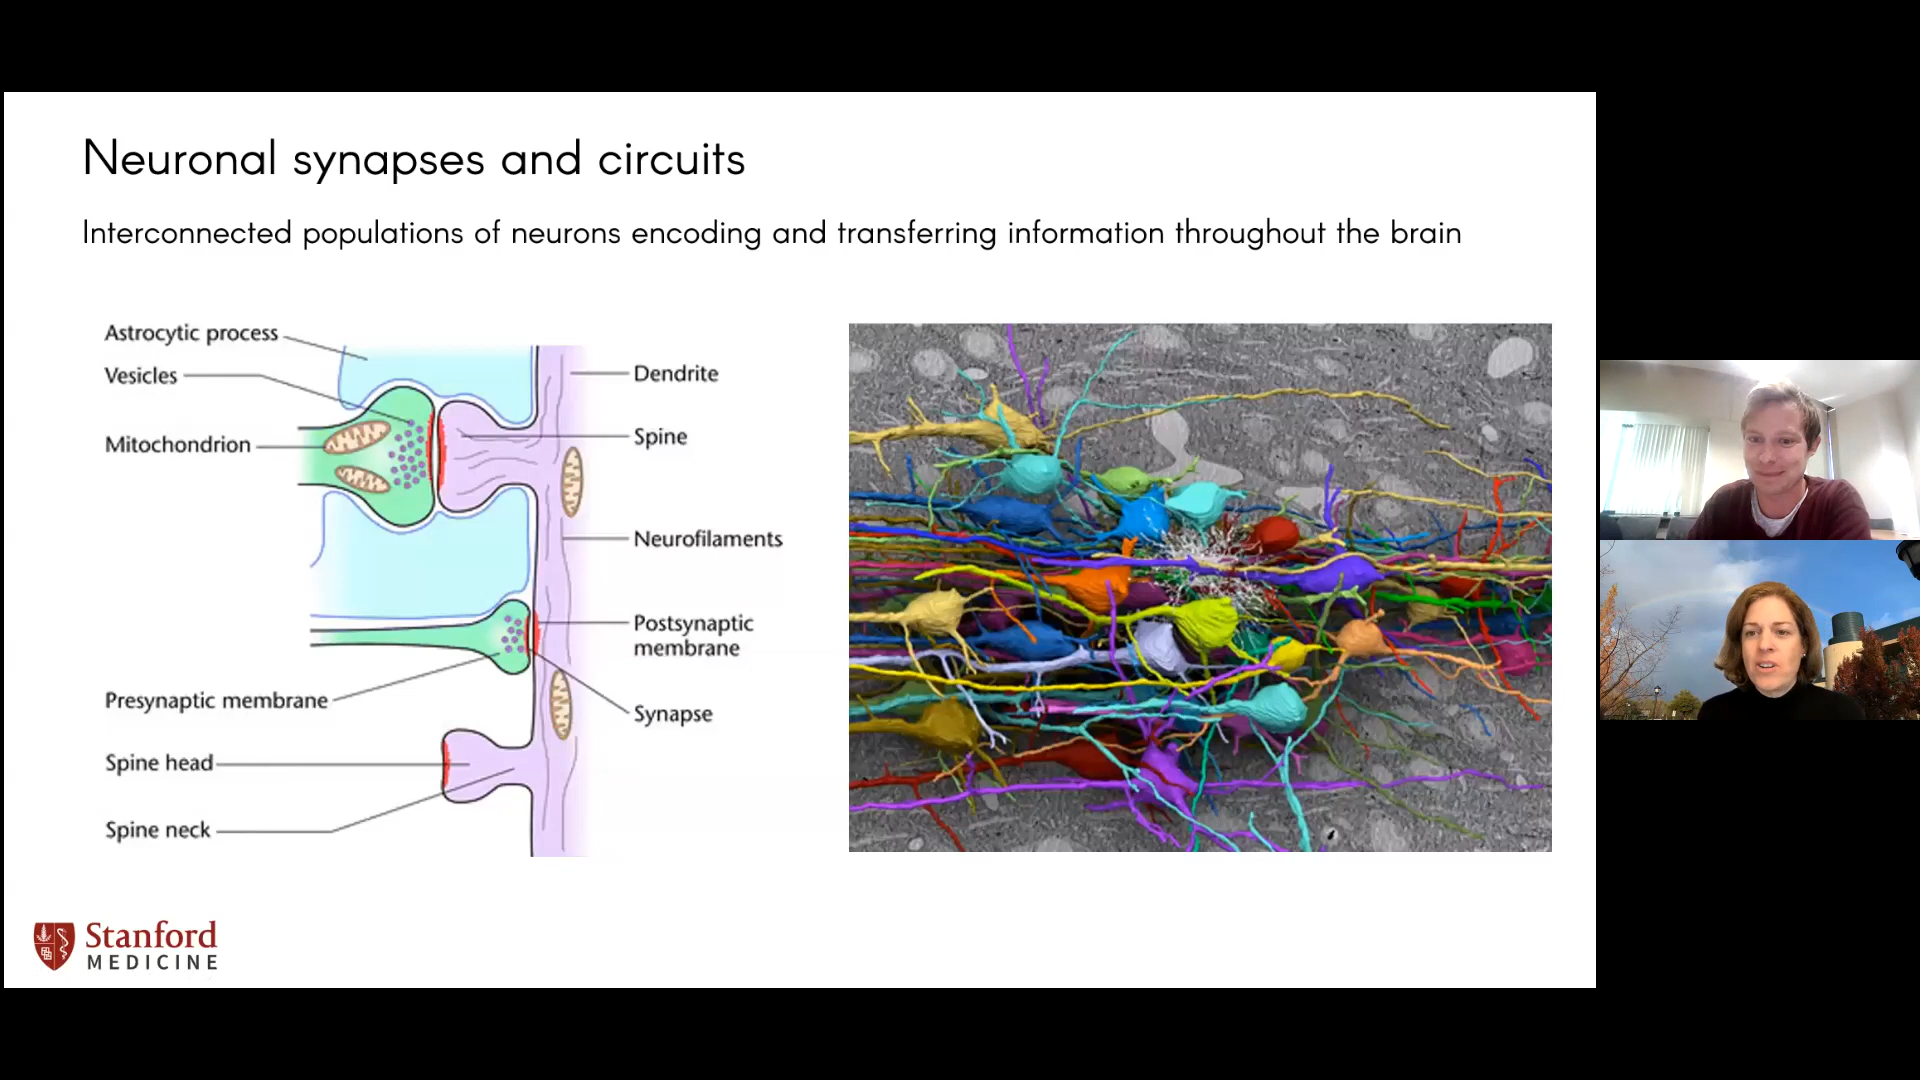 Neuronal synapses and circuits
Interconnected populations of neurons encoding and transferring information throughout the brain
Astrocytic process
Vesicles
Mitochondrion
Presynaptic membrane
Spine head
Spine neck
Dendrite
Spine
Neurofilaments
Postsynaptic
membrane
Synapse
Stanford
MEDICINE